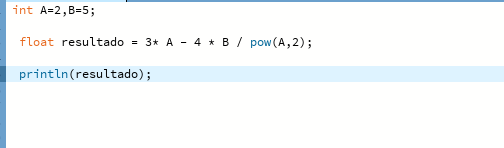 int A=2,B=5;
float resultado = 3* A - 4 * B / pow(A,2);
println(resultado);